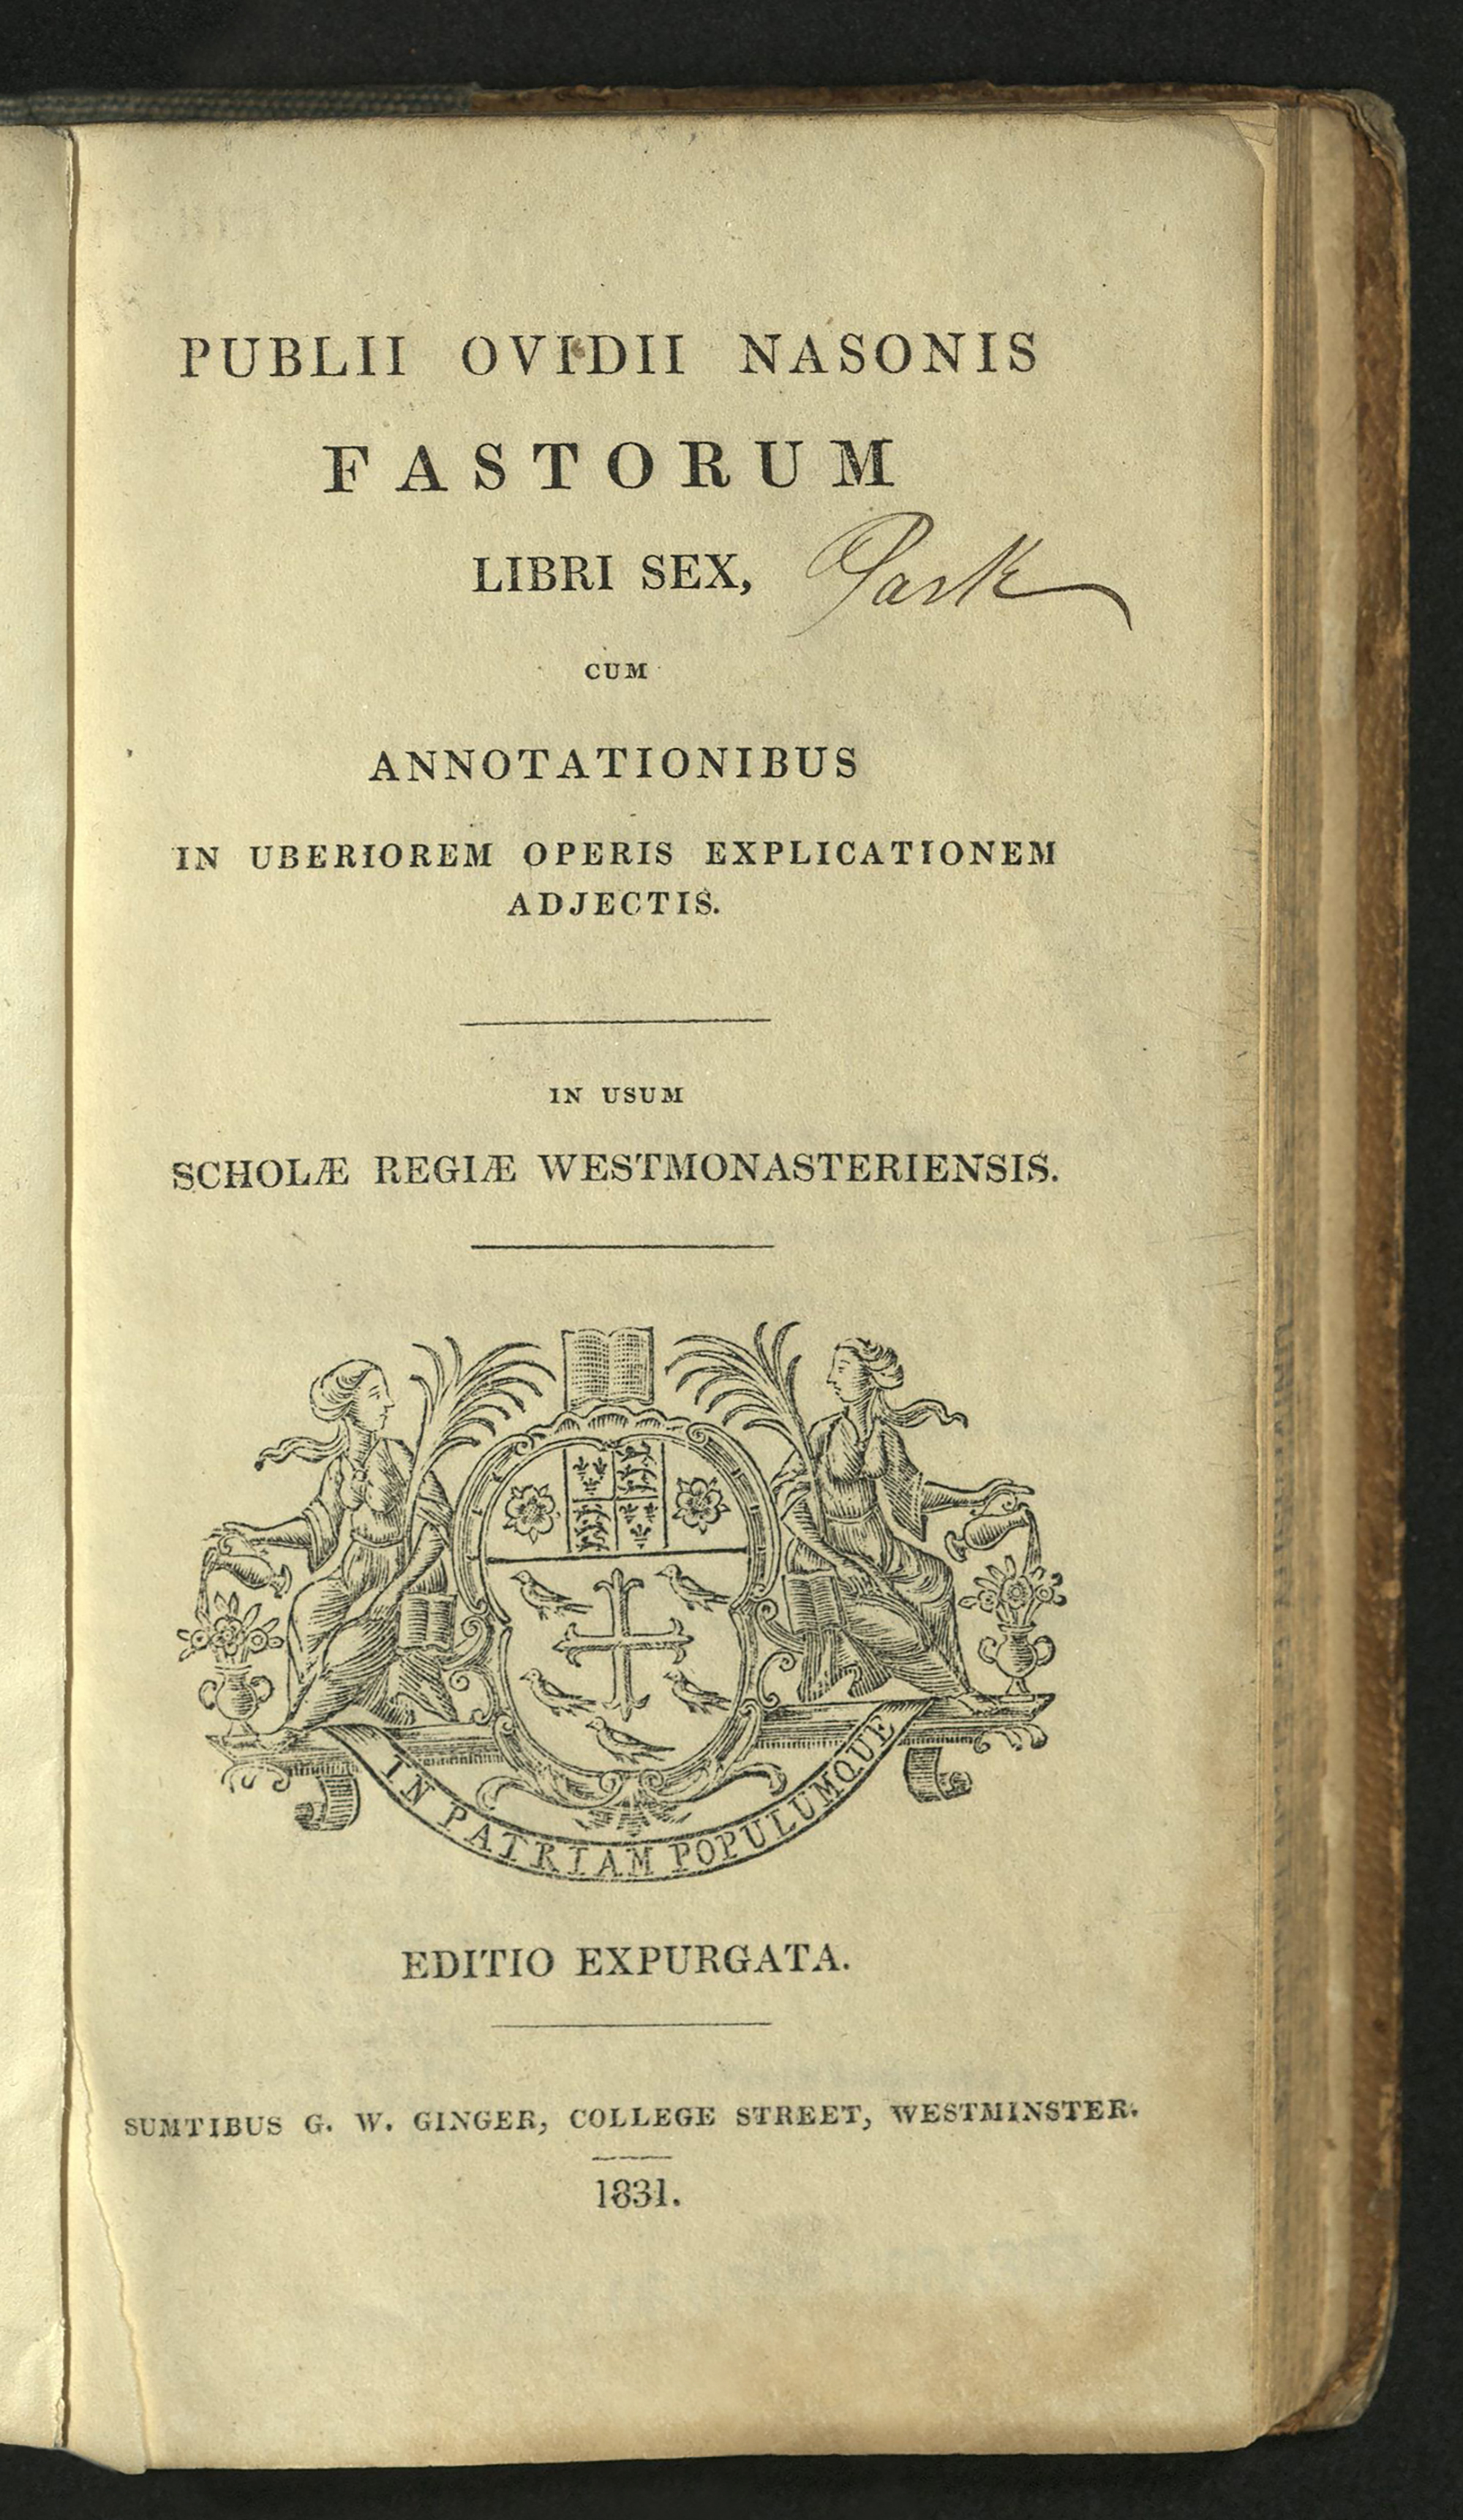 PUBLII OVIDII NASONIS
FASTORUM
LIBRI SEX,
Park
CUM
ANNOTATIONIBUS
IN UBERIOREM OPERIS EXPLICATIONEM
ADJECTIS.
IN USUM
SCHOLÆ REGIÆ WESTMONASTERIENSIS.
IN PATRIAM POPULUMQUE
EDITIO EXPURGATA.
SUMTIBUS G. W. GINGER, COLLEGE STREET, WESTMINSTER.
1831.